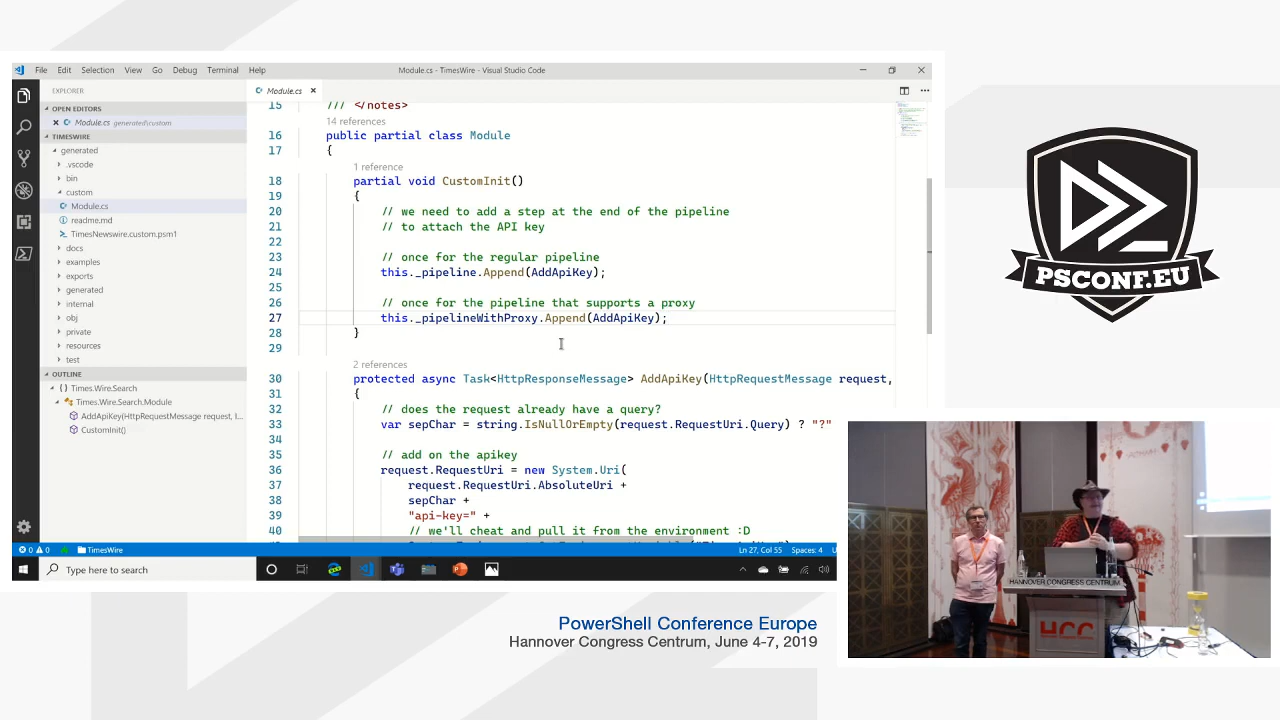 File Edit Selection View Go Debug Terminal Help
Module.cs - TimesWire - Visual Studio Code
EXPLORER
OPEN EDITORS
Module.cs generated\custom
TIMESWIRE
generated
.vscode
bin
custom
Module.cs
readme.md
TimesNewswire.custom.psm1
docs
examples
exports
generated
internal
obj
private
resources
test
OUTLINE
Times.Wire.Search
Times.Wire.Search.Module
AddApiKey(HttpRequestMessage request, I...
CustomInit()
Module.cs
15 /// </notes>
14 references
16 public partial class Module
17 {
1 reference
18 partial void CustomInit()
19 {
20 // we need to add a step at the end of the pipeline
21 // to attach the API key
22
23 // once for the regular pipeline
24 this._pipeline.Append(AddApiKey);
25
26 // once for the pipeline that supports a proxy
27 this._pipelineWithProxy.Append(AddApiKey);
28 }
29
2 references
30 protected async Task<HttpResponseMessage> AddApiKey(HttpRequestMessage request,
31 {
32 // does the request already have a query?
33 var sepChar = string.IsNullOrEmpty(request.RequestUri.Query) ? "?"
34
35 // add on the apikey
36 request.RequestUri = new System.Uri(
37 request.RequestUri.AbsoluteUri +
38 sepChar +
39 "api-key=" +
40 // we'll cheat and pull it from the environment :D
0 0 TimesWire
Ln 27, Col 55 Spaces: 4 U
Type here to search
PSCONF.EU
HANNOVER CONGRESS CENTRUM
HCC
PowerShell Conference Europe
Hannover Congress Centrum, June 4-7, 2019